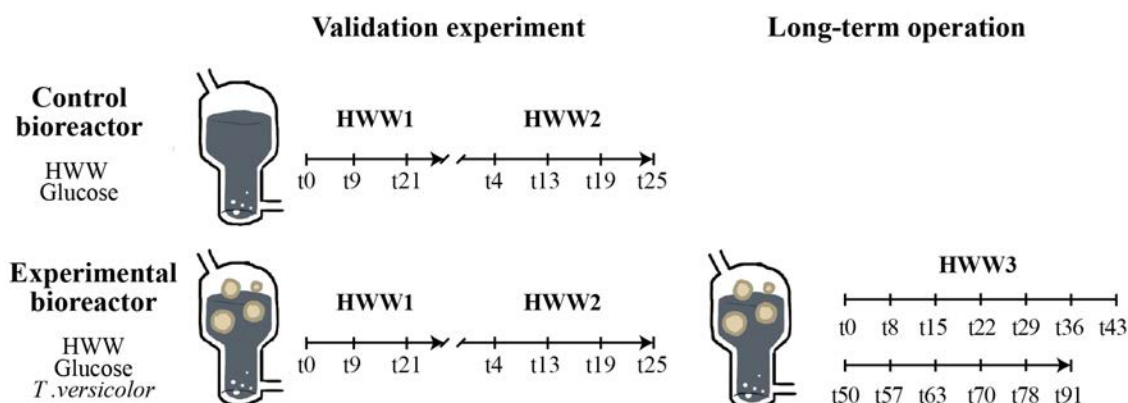 Validation experiment
Long-term operation
Control
bioreactor
HWW
Glucose
HWW1
HWW2
t0 t9 t21 t4 t13 t19 t25
Experimental
bioreactor
HWW
Glucose
T .versicolor
HWW1
HWW2
t0 t9 t21 t4 t13 t19 t25
HWW3
t0 t8 t15 t22 t29 t36 t43
t50 t57 t63 t70 t78 t91